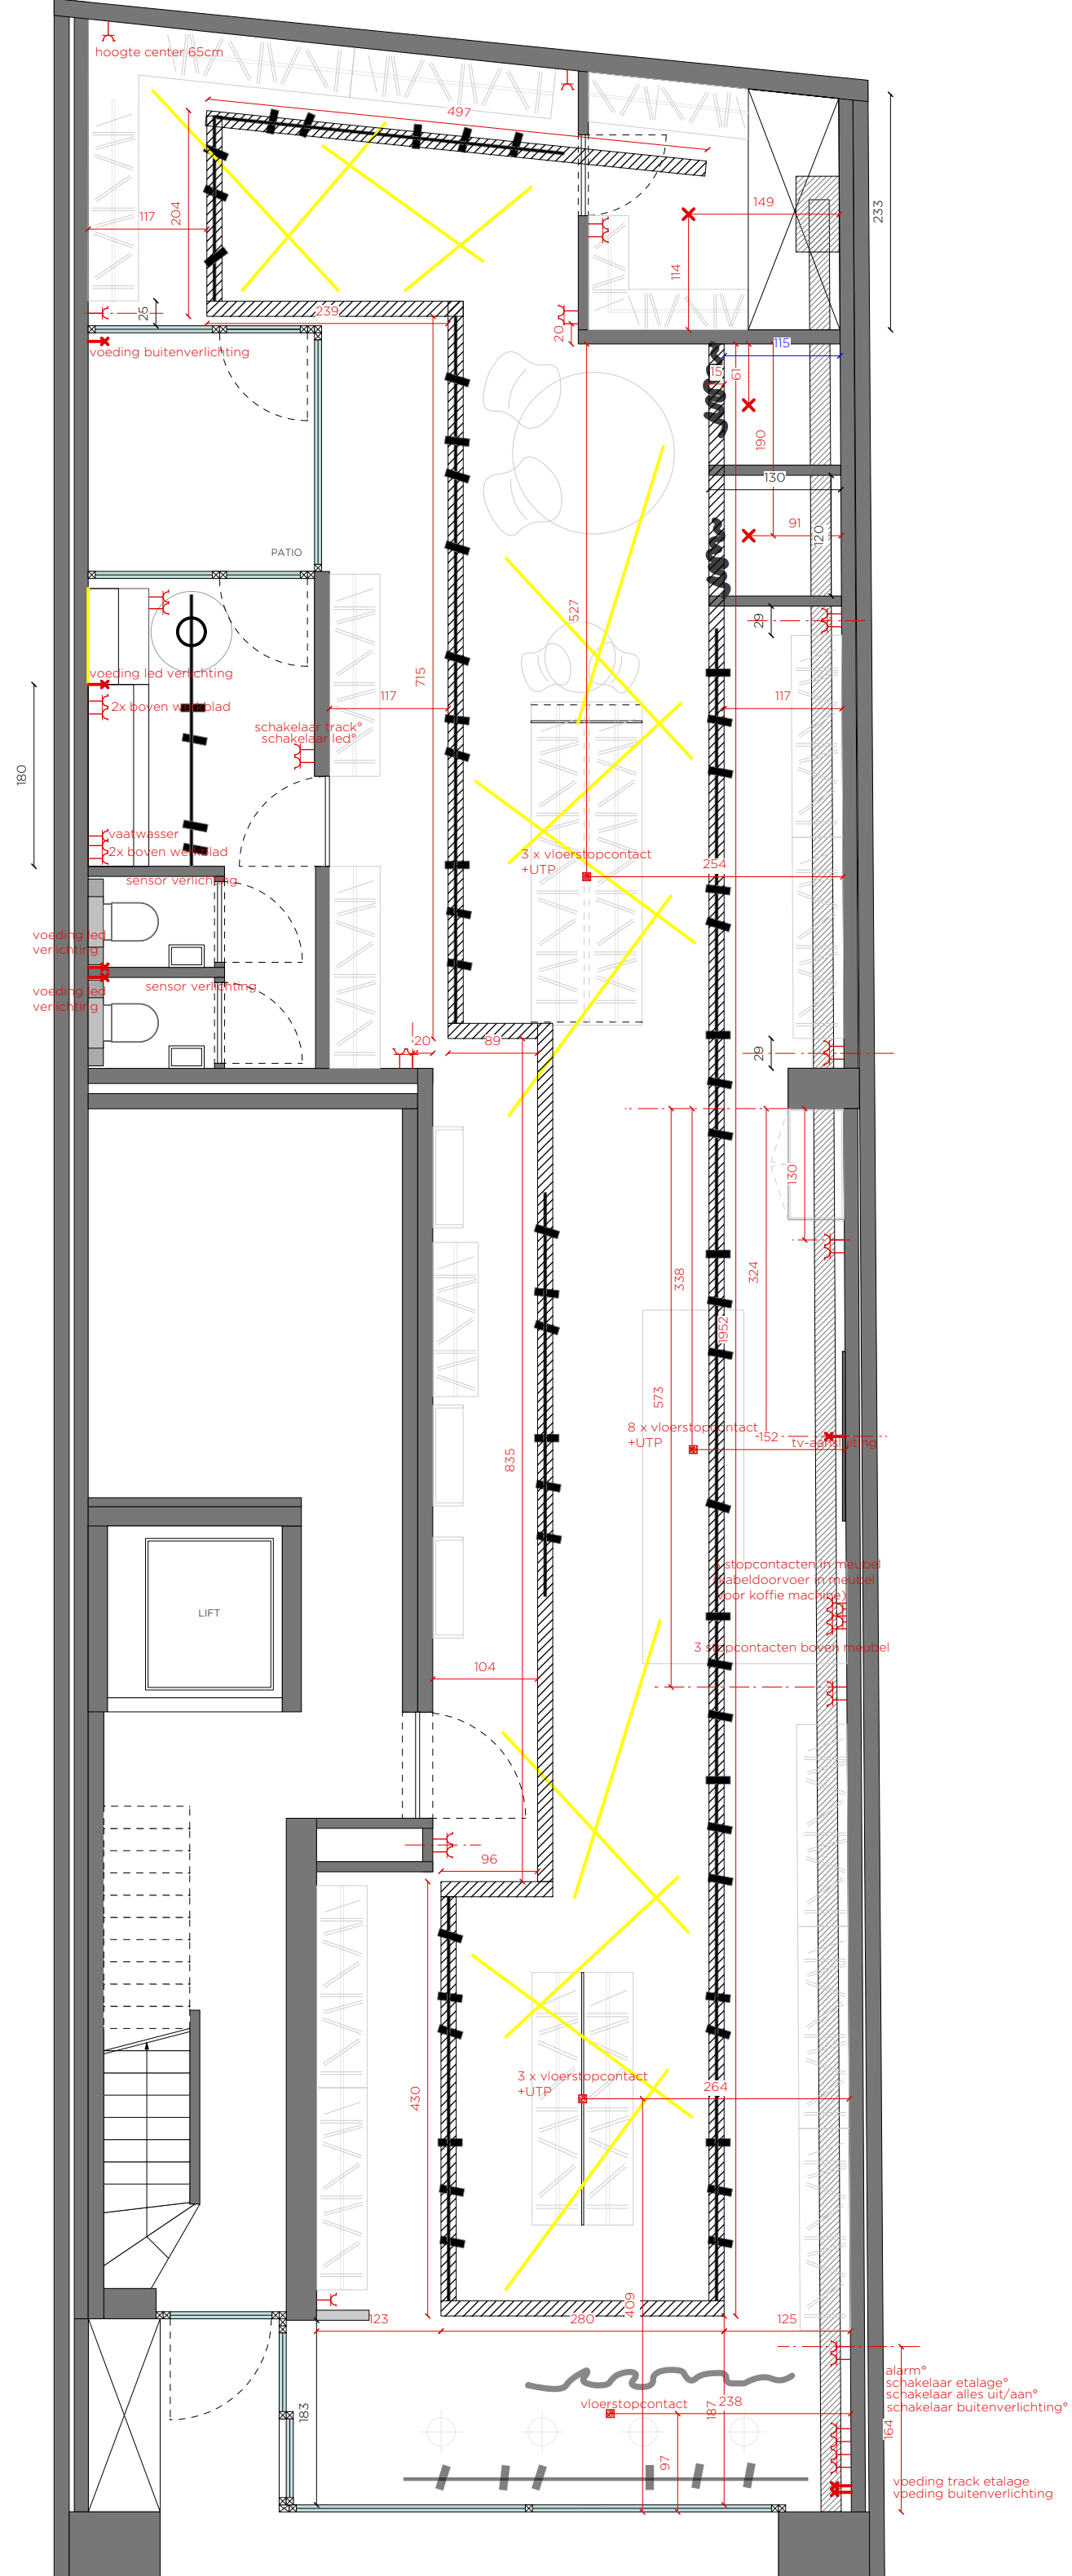 hoogte center 65cm
497
204
117
149
233
114
25
239
20
voeding buitenverlichting
115
15
61
190
130
91
120
PATIO
527
29
715
117
117
voeding led verlichting
2x boven werkblad
schakelaar track°
schakelaar led°
180
vaatwasser
2x boven werkblad
3 x vloerstopcontact
+UTP
254
sensor verlichting
voeding led
verlichting
sensor verlichting
voeding led
verlichting
20
89
29
130
338
324
1952
573
8 x vloerstopcontact
+UTP
152
tv-aansluiting
835
stopcontacten in meubel
kabeldoorvoer in meubel
voor koffie machine)
LIFT
3 stopcontacten boven meubel
104
96
3 x vloerstopcontact
+UTP
264
430
409
123
280
125
alarm°
schakelaar etalage°
schakelaar alles uit/aan°
schakelaar buitenverlichting°
183
vloerstopcontact
187
238
164
97
voeding track etalage
voeding buitenverlichting